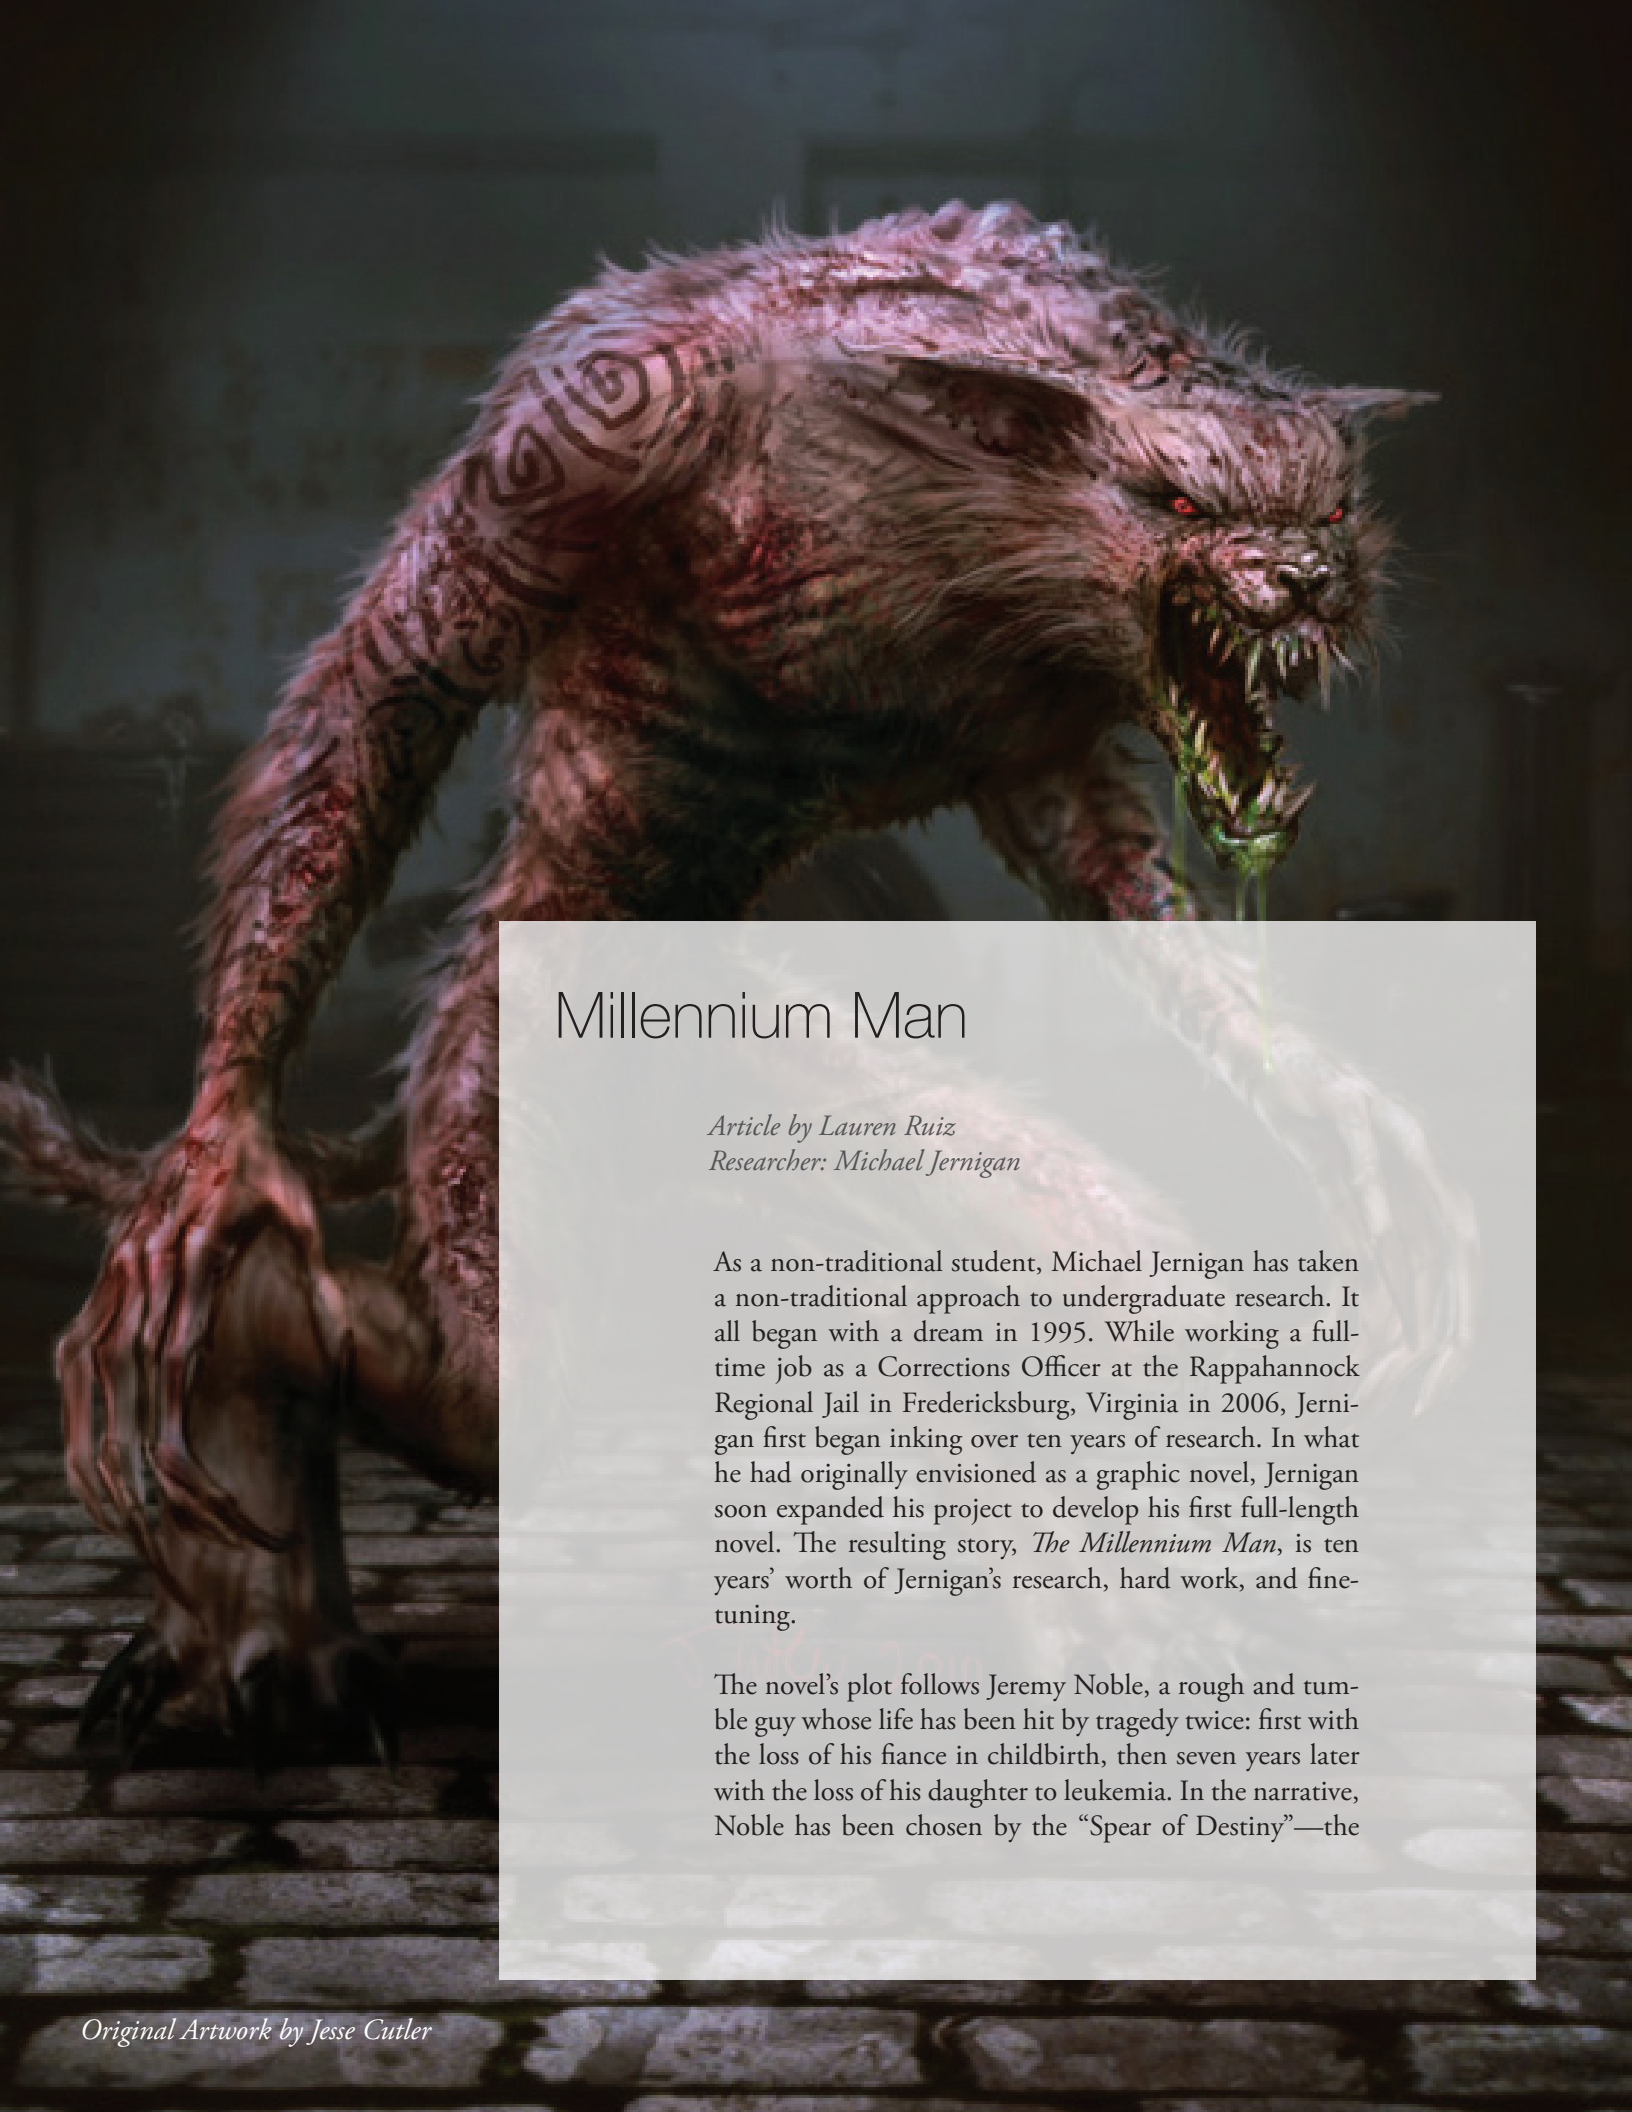 Millennium Man
Article by Lauren Ruiz
Researcher: Michael Jernigan
As a non-traditional student, Michael Jernigan has taken
a non-traditional approach to undergraduate research. It
all began with a dream in 1995. While working a full-
time job as a Corrections Officer at the Rappahannock
Regional Jail in Fredericksburg, Virginia in 2006, Jerni-
gan first began inking over ten years of research. In what
he had originally envisioned as a graphic novel, Jernigan
soon expanded his project to develop his first full-length
novel. The resulting story, The Millennium Man, is ten
years’ worth of Jernigan’s research, hard work, and fine-
tuning.
The novel’s plot follows Jeremy Noble, a rough and tum-
ble guy whose life has been hit by tragedy twice: first with
the loss of his fiance in childbirth, then seven years later
with the loss of his daughter to leukemia. In the narrative,
Noble has been chosen by the “Spear of Destiny”—the
Original Artwork by Jesse Cutler